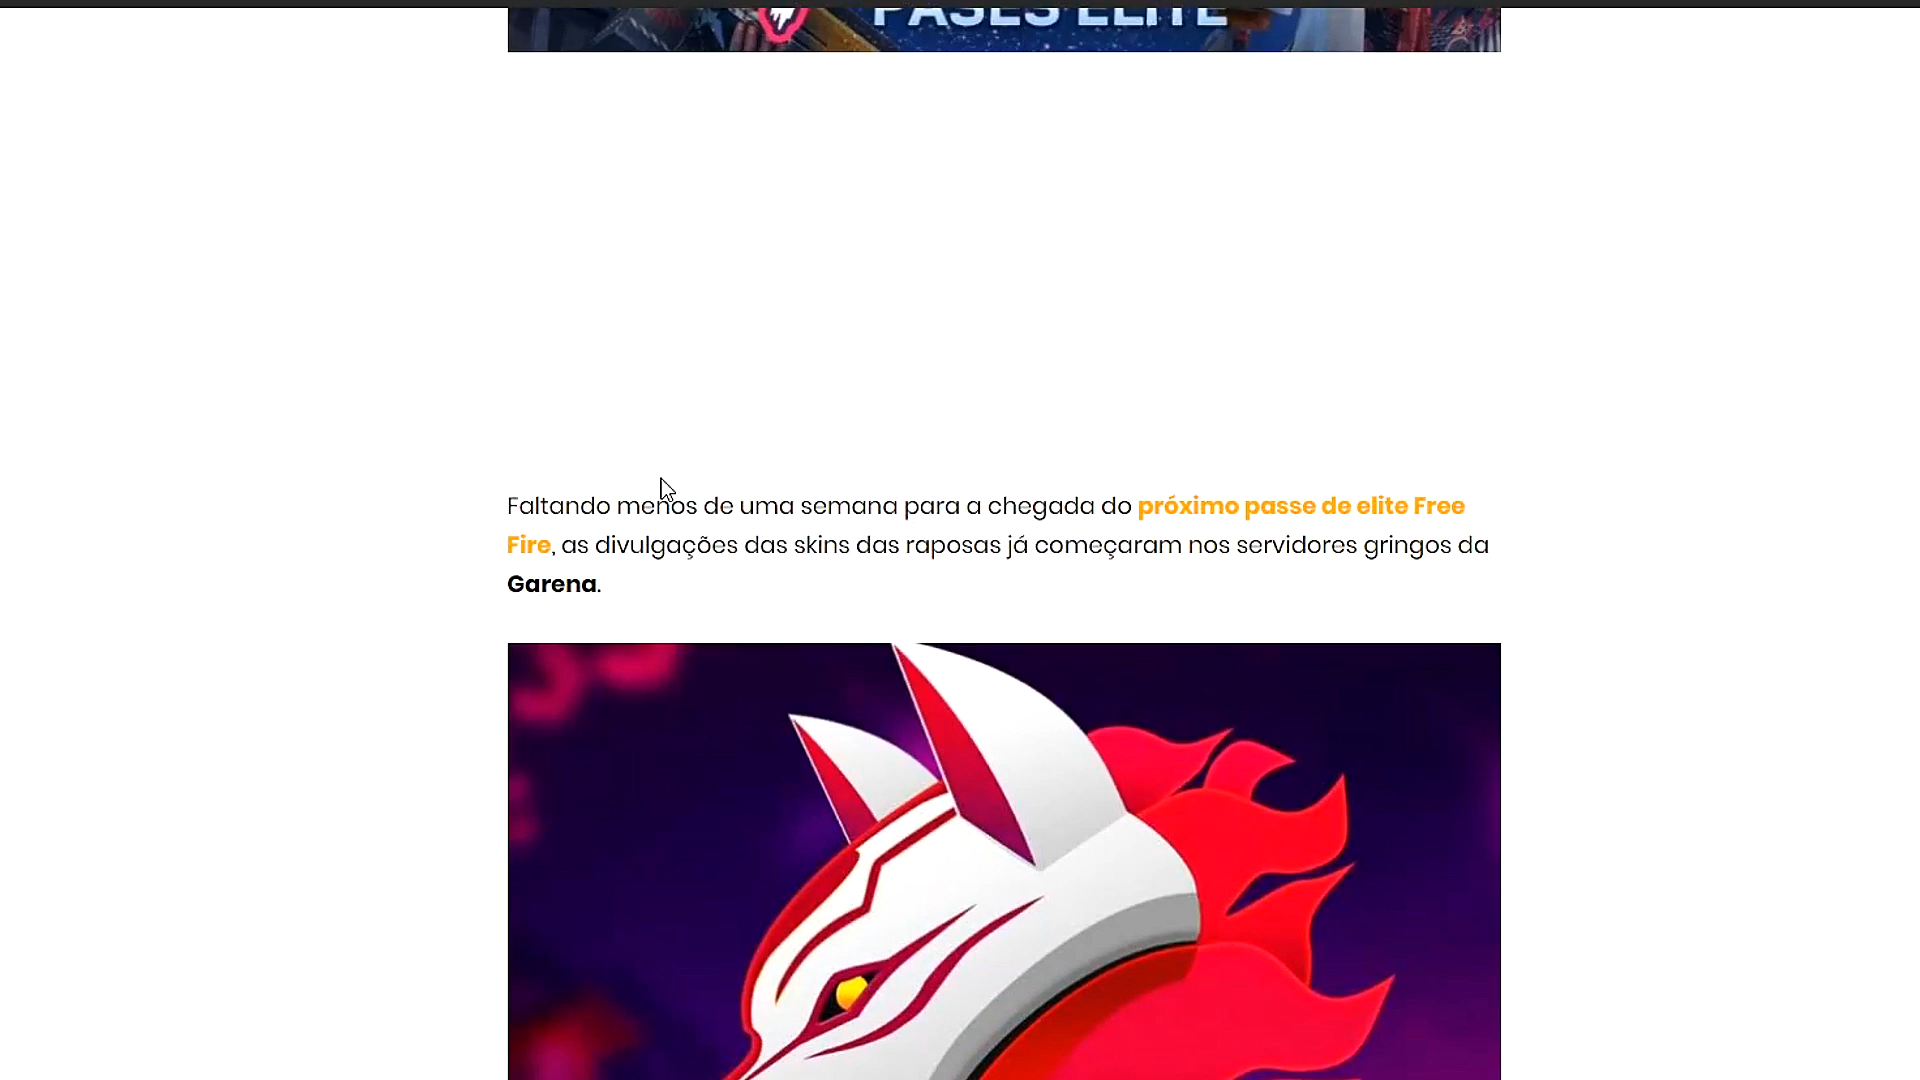 PASES ELITE
Faltando menos de uma semana para a chegada do próximo passe de elite Free
Fire, as divulgações das skins das raposas já começaram nos servidores gringos da
Garena.